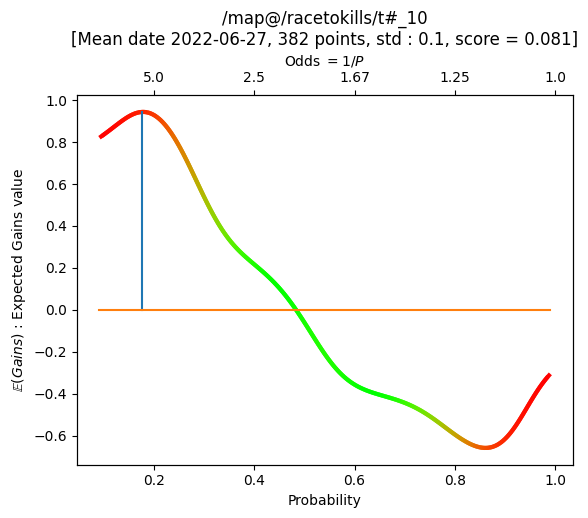 /map@/racetokills/t#_10
[Mean date 2022-06-27, 382 points, std : 0.1, score = 0.081]
Odds = 1/P
5.0 2.5 1.67 1.25 1.0
1.0
0.8
0.6
0.4
0.2
0.0
−0.2
−0.4
−0.6
𝔼(Gains) : Expected Gains value
0.2 0.4 0.6 0.8 1.0
Probability